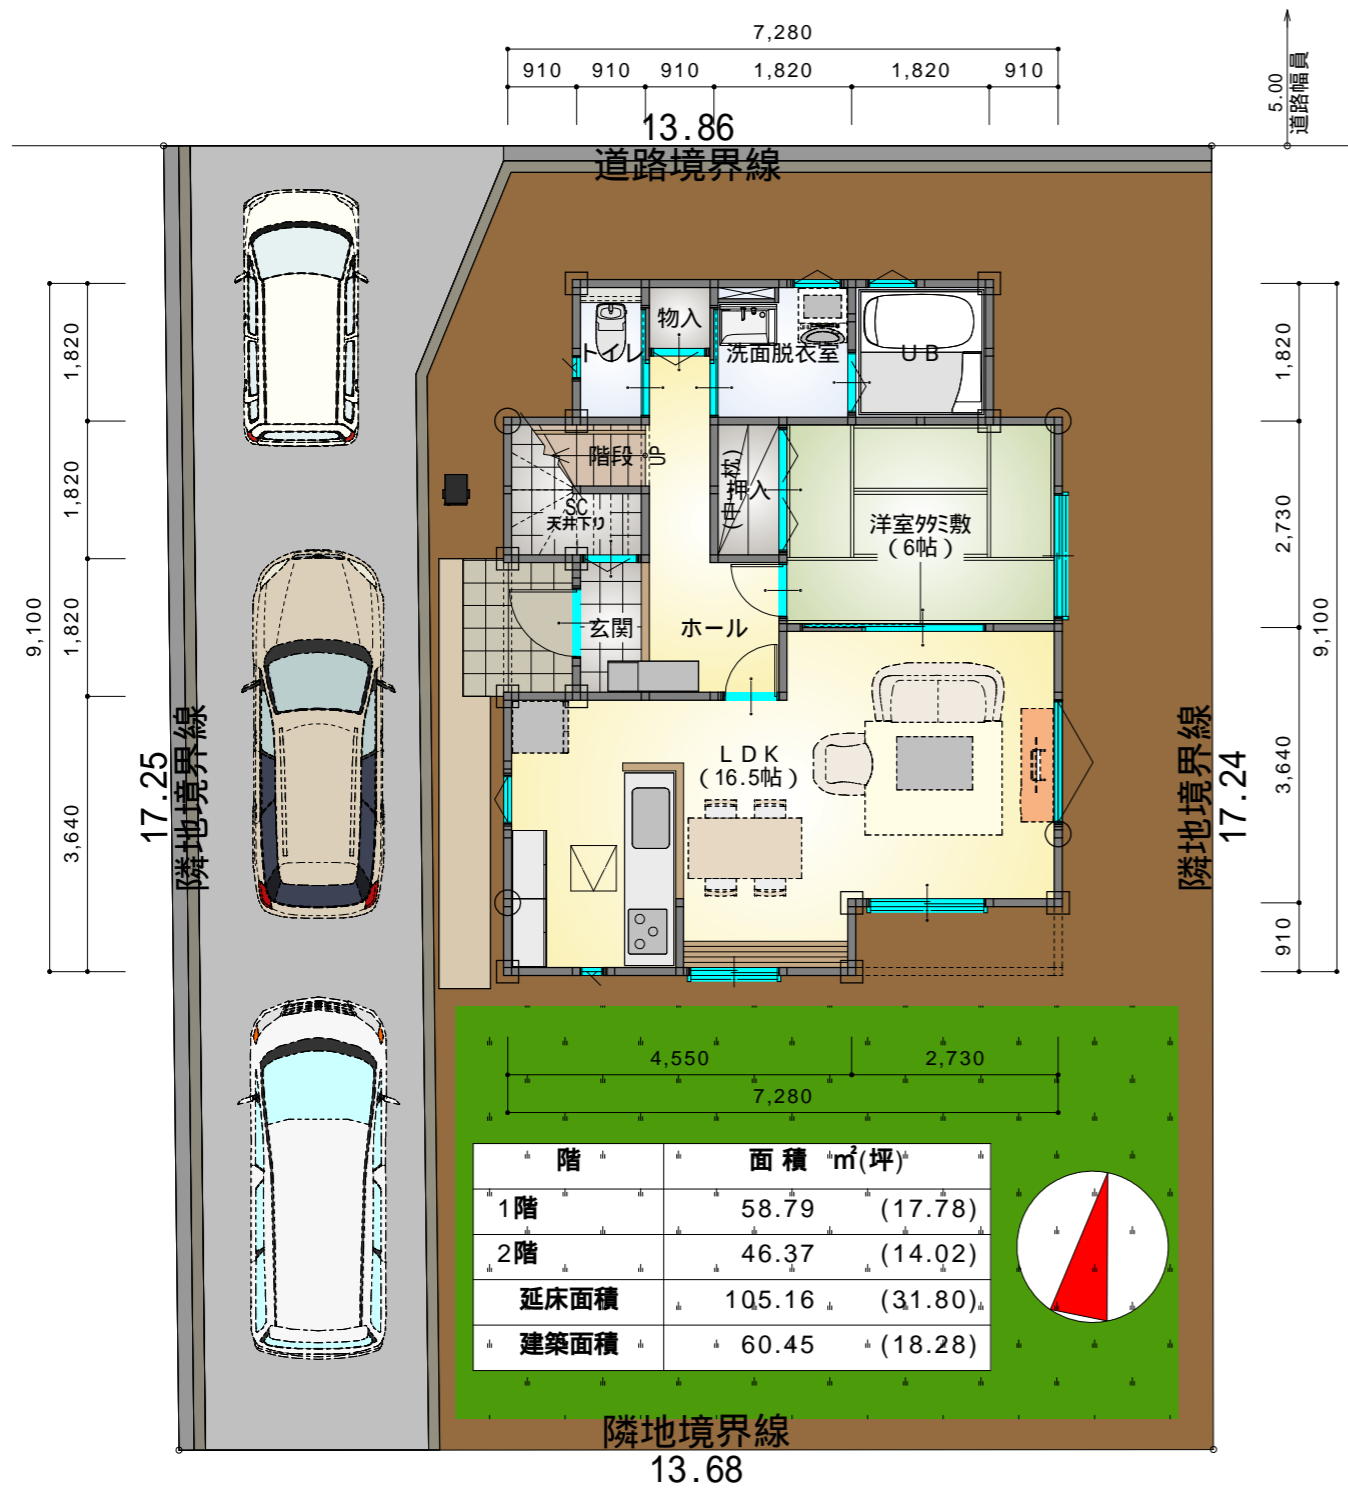 7,280
910 910 910 1,820 1,820 910
5.00
道路幅員
13.86
道路境界線
9,100
1,820
1,820
1,820
3,640
1,820
2,730
3,640
910
9,100
トイレ
物入
洗面脱衣室
UB
階段
UP
SC
天井下り
押入
(中・枕)
洋室タタミ敷
(6帖)
玄関
ホール
LDK
(16.5帖)
17.25
隣地境界線
隣地境界線
17.24
4,550 2,730
7,280
階 面積 ㎡(坪)
1階 58.79 (17.78)
2階 46.37 (14.02)
延床面積 105.16 (31.80)
建築面積 60.45 (18.28)
隣地境界線
13.68